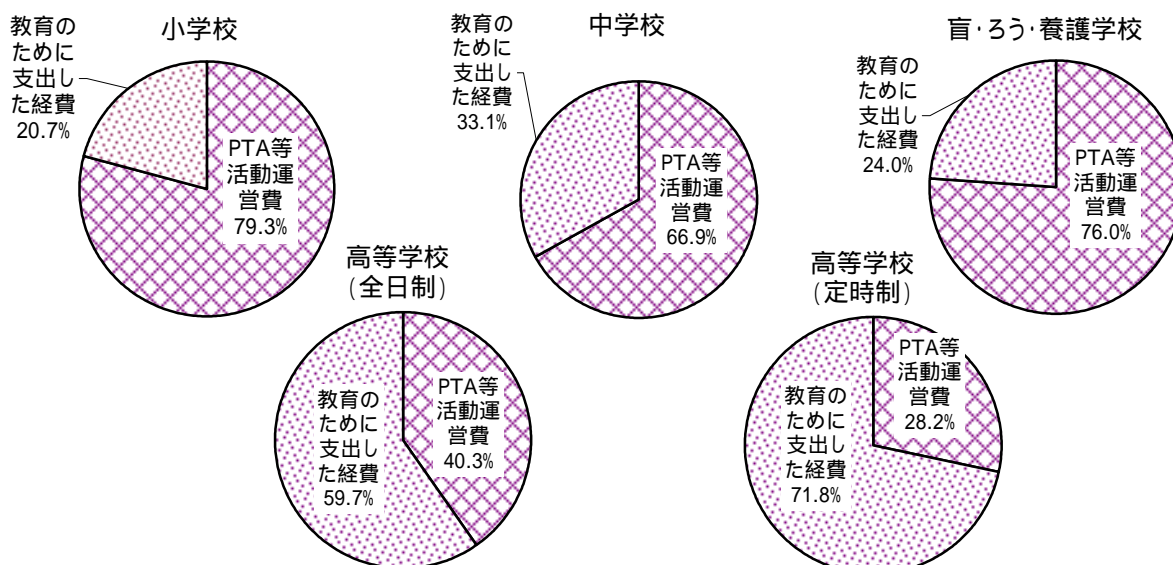 小学校
教育の
ために
支出し
た経費
20.7%
PTA等
活動運
営費
79.3%
中学校
教育の
ために
支出し
た経費
33.1%
PTA等
活動運
営費
66.9%
盲・ろう・養護学校
教育の
ために
支出し
た経費
24.0%
PTA等
活動運
営費
76.0%
高等学校
(全日制)
教育の
ために
支出し
た経費
59.7%
PTA等
活動運
営費
40.3%
高等学校
(定時制)
教育の
ために
支出し
た経費
71.8%
PTA等
活動運
営費
28.2%